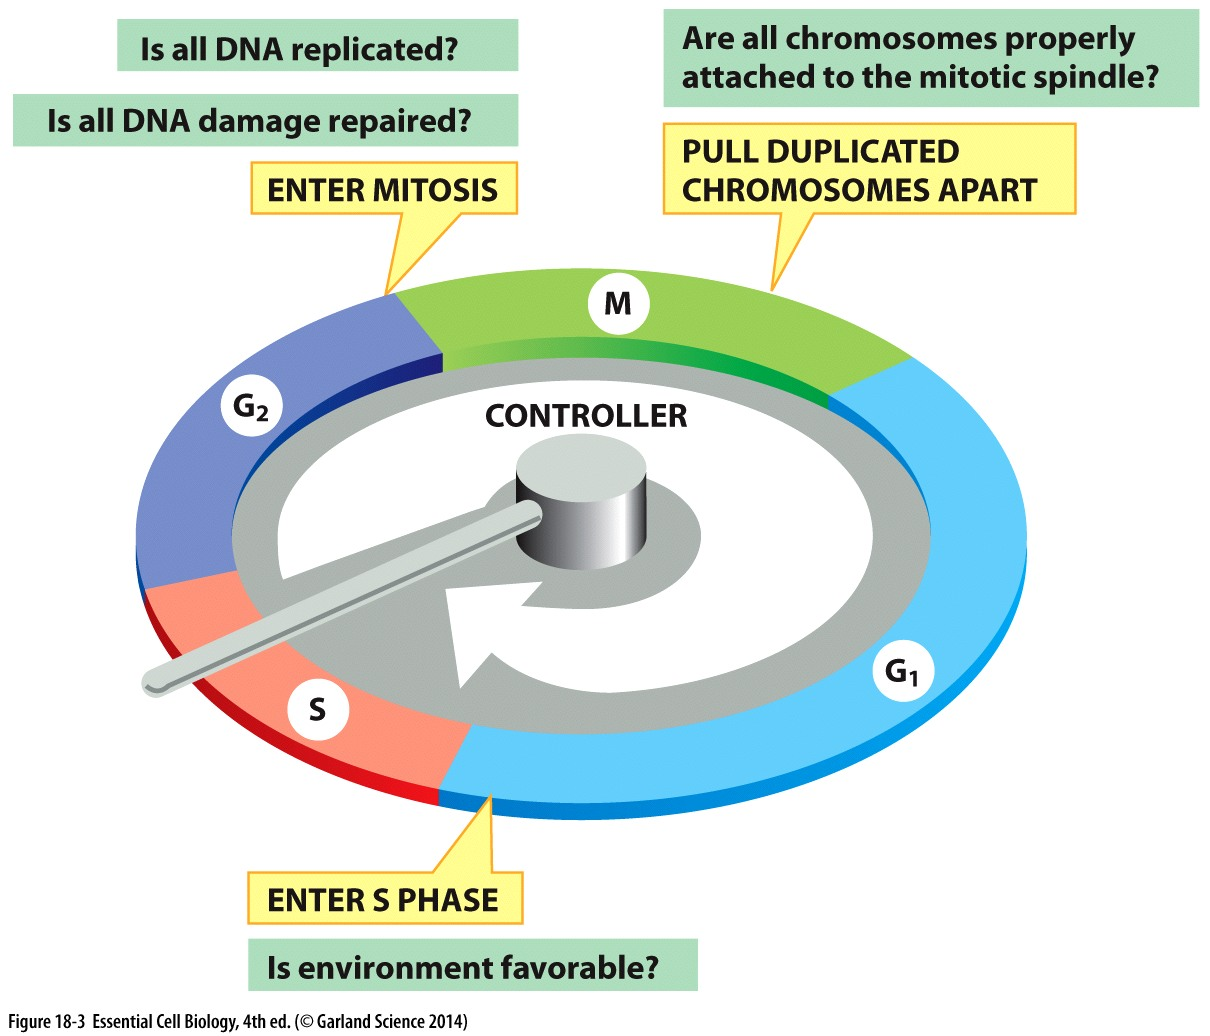 Is all DNA replicated?
Is all DNA damage repaired?
ENTER MITOSIS
Are all chromosomes properly
attached to the mitotic spindle?
PULL DUPLICATED
CHROMOSOMES APART
M
G₂
CONTROLLER
G₁
S
ENTER S PHASE
Is environment favorable?
Figure 18-3 Essential Cell Biology, 4th ed. (© Garland Science 2014)